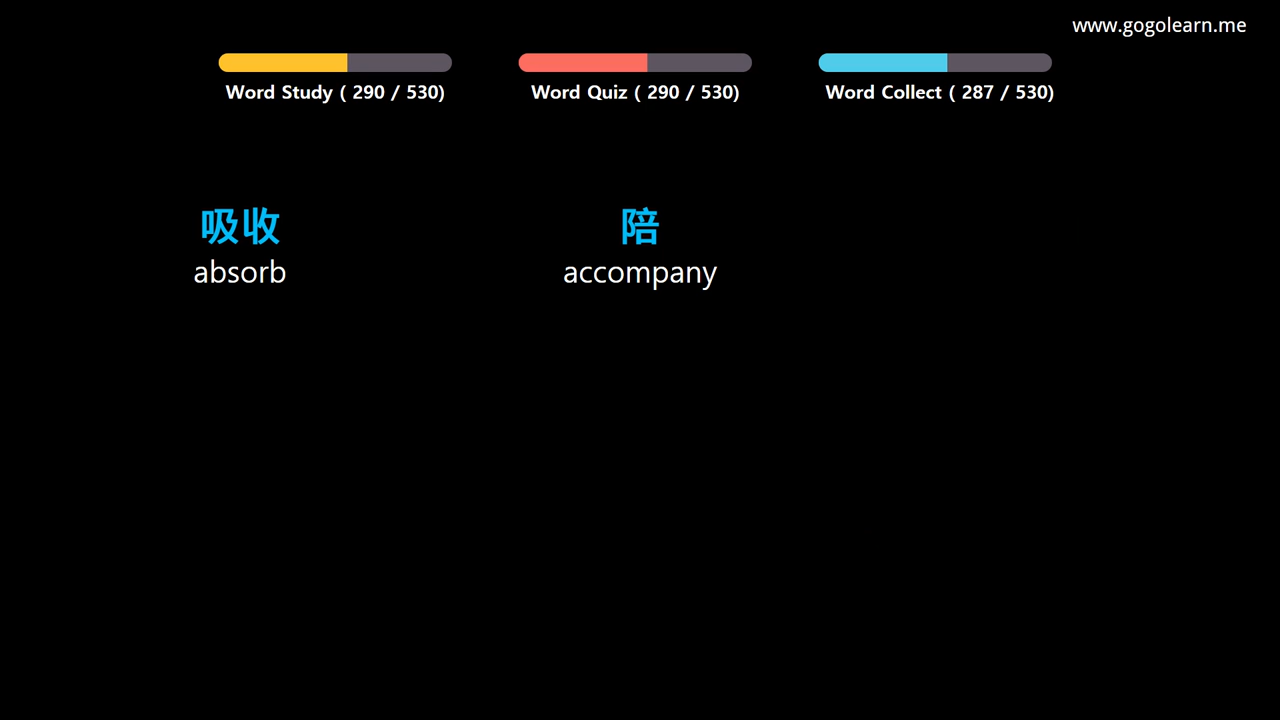 www.gogolearn.me
Word Study ( 290 / 530)
Word Quiz ( 290 / 530)
Word Collect ( 287 / 530)
吸收
absorb
陪
accompany